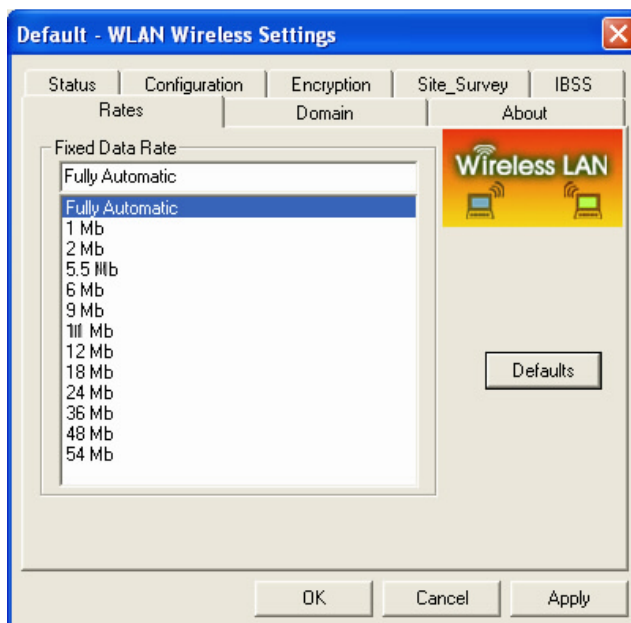 Default - WLAN Wireless Settings
Status Configuration Encryption Site_Survey IBSS
Rates Domain About
Fixed Data Rate
Fully Automatic
Wireless LAN
Fully Automatic
1 Mb
2 Mb
5.5 Mb
6 Mb
9 Mb
11 Mb
12 Mb
18 Mb
24 Mb
36 Mb
48 Mb
54 Mb
Defaults
OK Cancel Apply